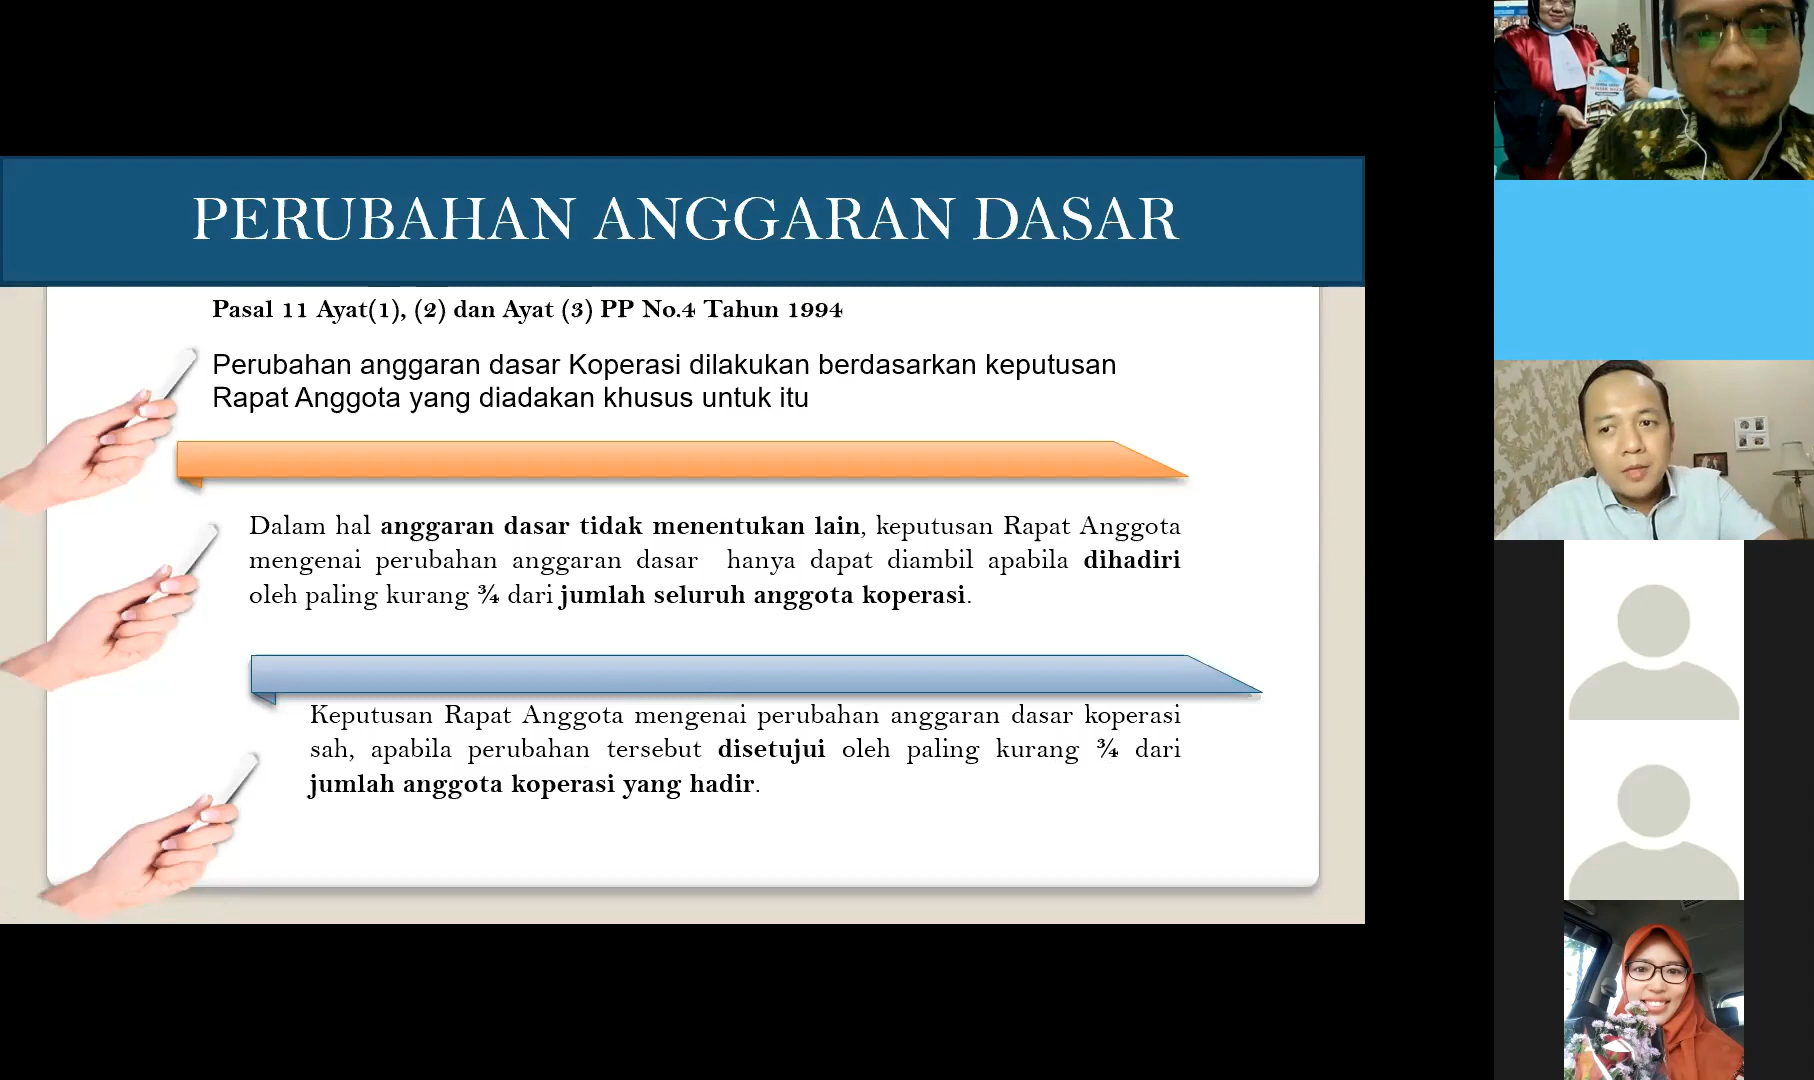 PERUBAHAN ANGGARAN DASAR
Pasal 11 Ayat(1), (2) dan Ayat (3) PP No.4 Tahun 1994
Perubahan anggaran dasar Koperasi dilakukan berdasarkan keputusan
Rapat Anggota yang diadakan khusus untuk itu
Dalam hal anggaran dasar tidak menentukan lain, keputusan Rapat Anggota
mengenai perubahan anggaran dasar hanya dapat diambil apabila dihadiri
oleh paling kurang ¾ dari jumlah seluruh anggota koperasi.
Keputusan Rapat Anggota mengenai perubahan anggaran dasar koperasi
sah, apabila perubahan tersebut disetujui oleh paling kurang ¾ dari
jumlah anggota koperasi yang hadir.